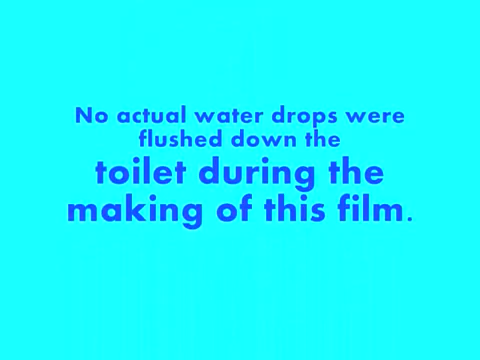 No actual water drops were
flushed down the
toilet during the
making of this film.